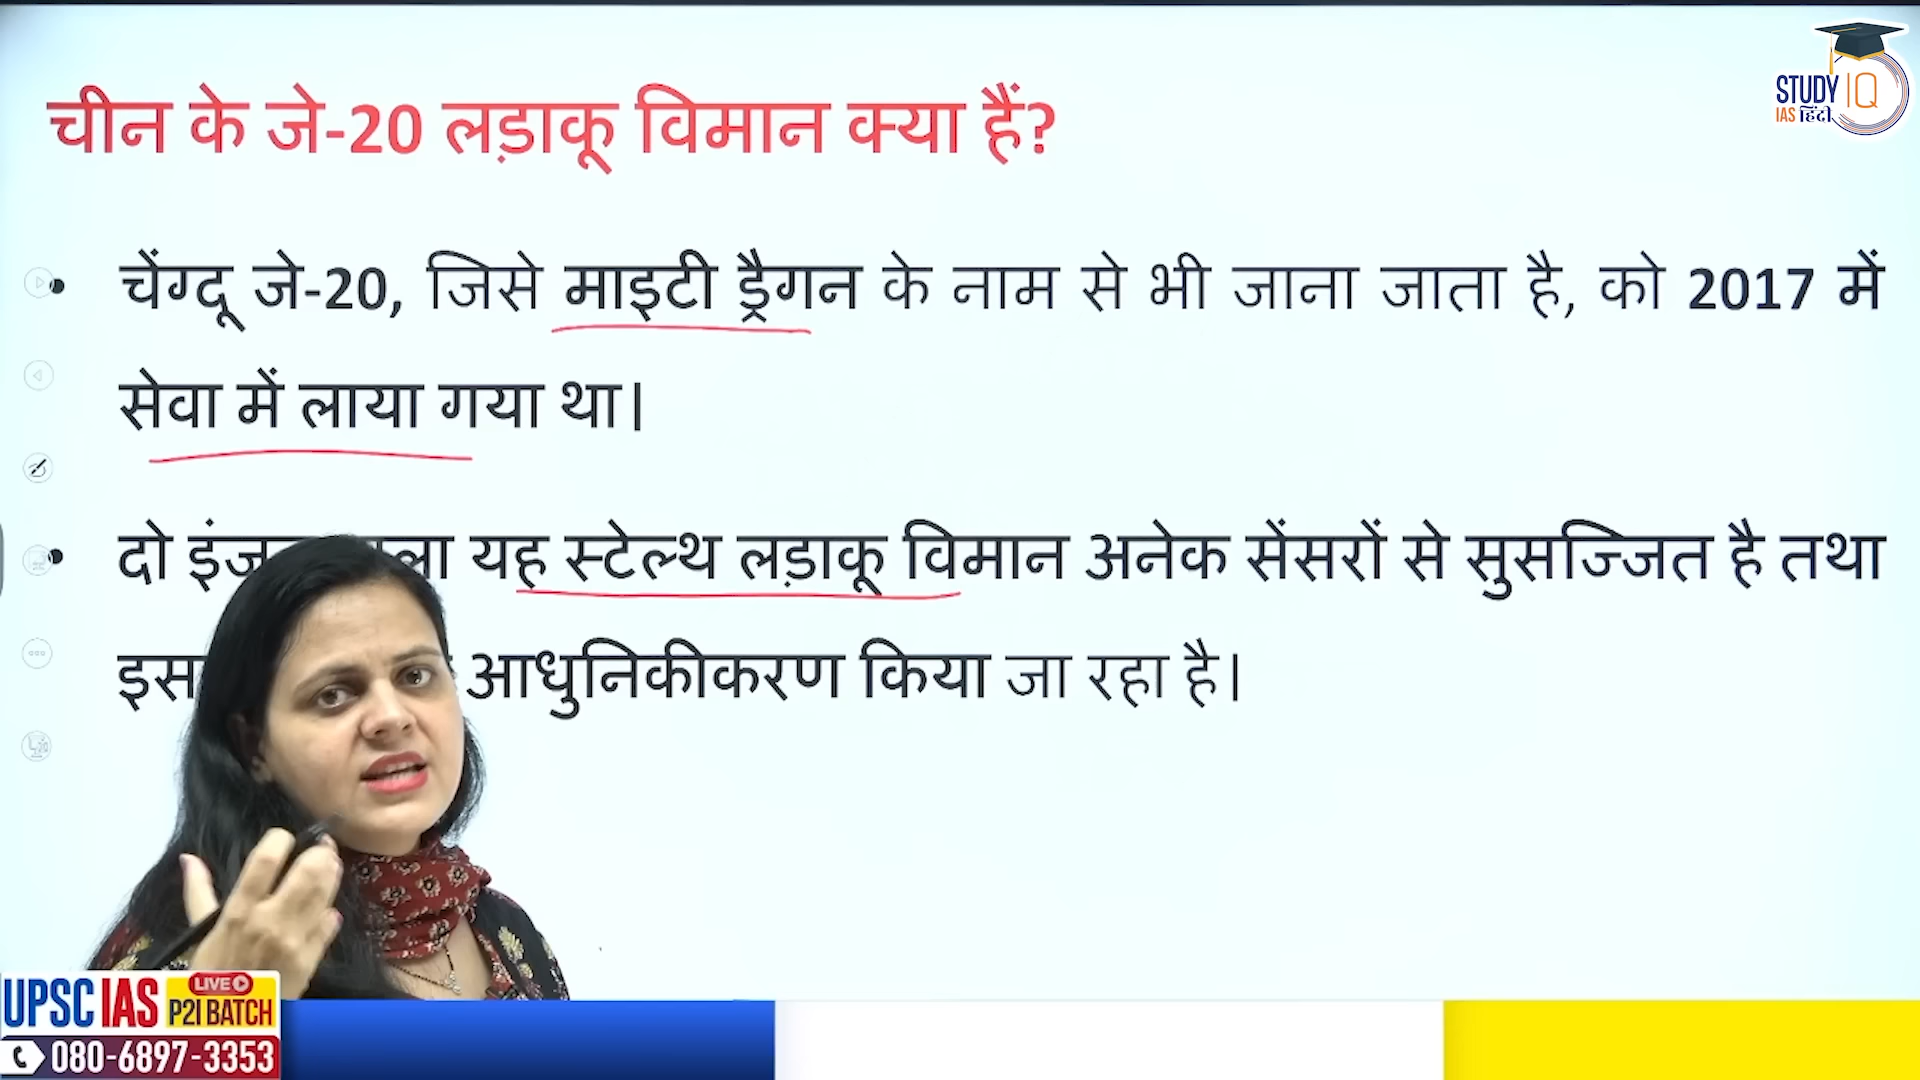 चीन के जे-20 लड़ाकू विमान क्या हैं?
STUDY IQ
IAS हिंदी
चेंग्दू जे-20, जिसे माइटी ड्रैगन के नाम से भी जाना जाता है, को 2017 में
सेवा में लाया गया था।
दो यह स्टेल्थ लड़ाकू विमान अनेक सेंसरों से सुसज्जित है तथा
आधुनिकीकरण किया जा रहा है।
UPSC IAS LIVE P2I BATCH
080-6897-3353